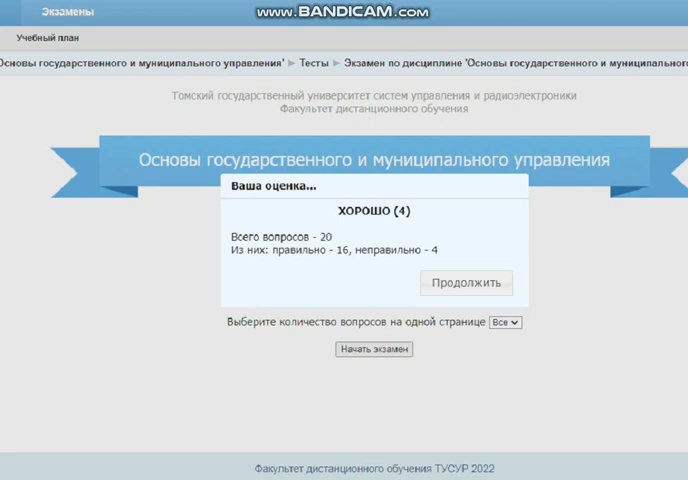 Экзамены
www.BANDICAM.com
Учебный план
Основы государственного и муниципального управления' ► Тесты ► Экзамен по дисциплине 'Основы государственного и муниципального
Томский государственный университет систем управления и радиоэлектроники
Факультет дистанционного обучения
Основы государственного и муниципального управления
Ваша оценка...
ХОРОШО (4)
Всего вопросов - 20
Из них: правильно - 16, неправильно - 4
Продолжить
Выберите количество вопросов на одной странице Все
Начать экзамен
Факультет дистанционного обучения ТУСУР 2022